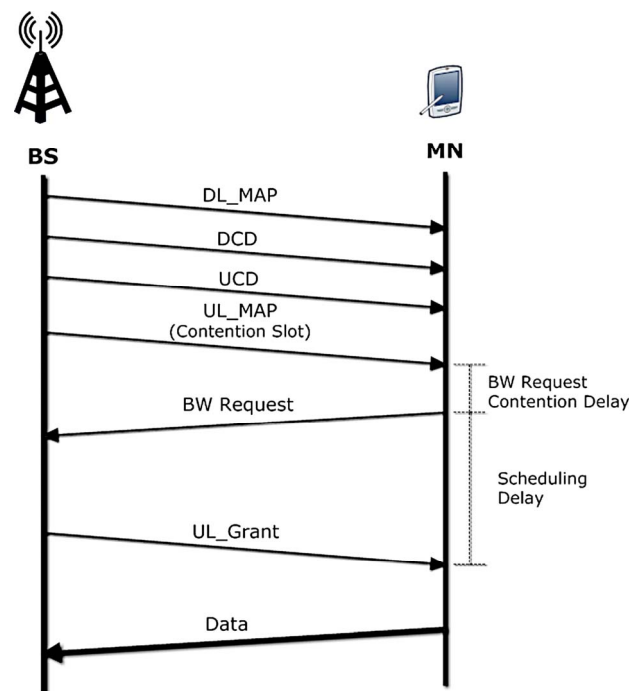 BS
MN
DL_MAP
DCD
UCD
UL_MAP
(Contention Slot)
BW Request
Contention Delay
BW Request
Scheduling
Delay
UL_Grant
Data